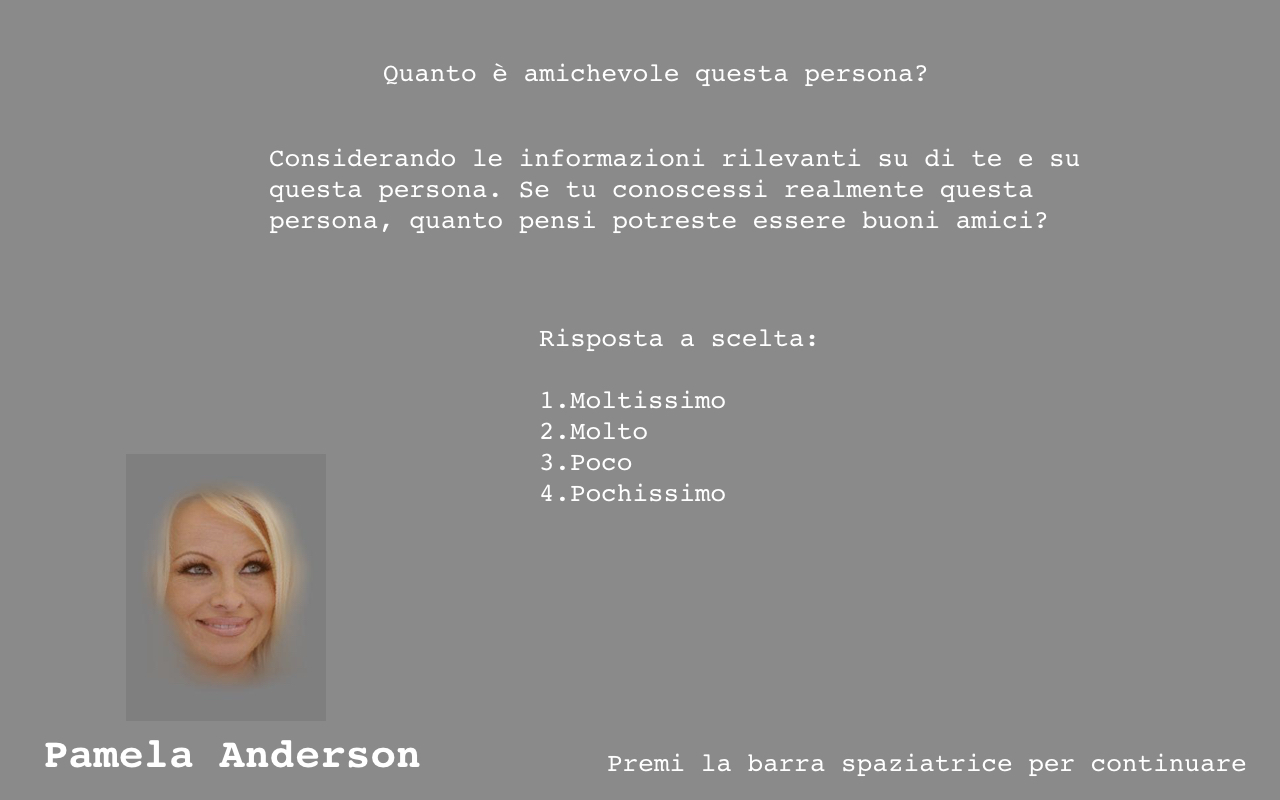 Quanto è amichevole questa persona?
Considerando le informazioni rilevanti su di te e su
questa persona. Se tu conoscessi realmente questa
persona, quanto pensi potreste essere buoni amici?
Risposta a scelta:
1.Moltissimo
2.Molto
3.Poco
4.Pochissimo
Pamela Anderson
Premi la barra spaziatrice per continuare